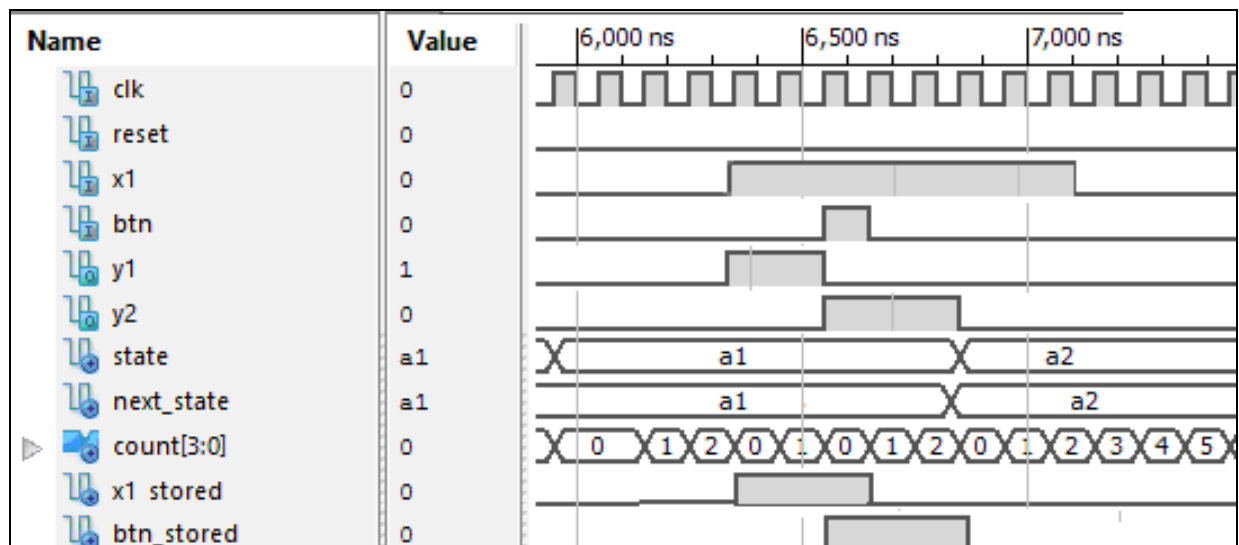 Name Value 6,000 ns 6,500 ns 7,000 ns
clk 0
reset 0
x1 0
btn 0
y1 1
y2 0
state a1 a1 a2
next_state a1 a1 a2
count[3:0] 0 0 1 2 0 1 0 1 2 0 1 2 3 4 5
x1 stored 0
btn_stored 0